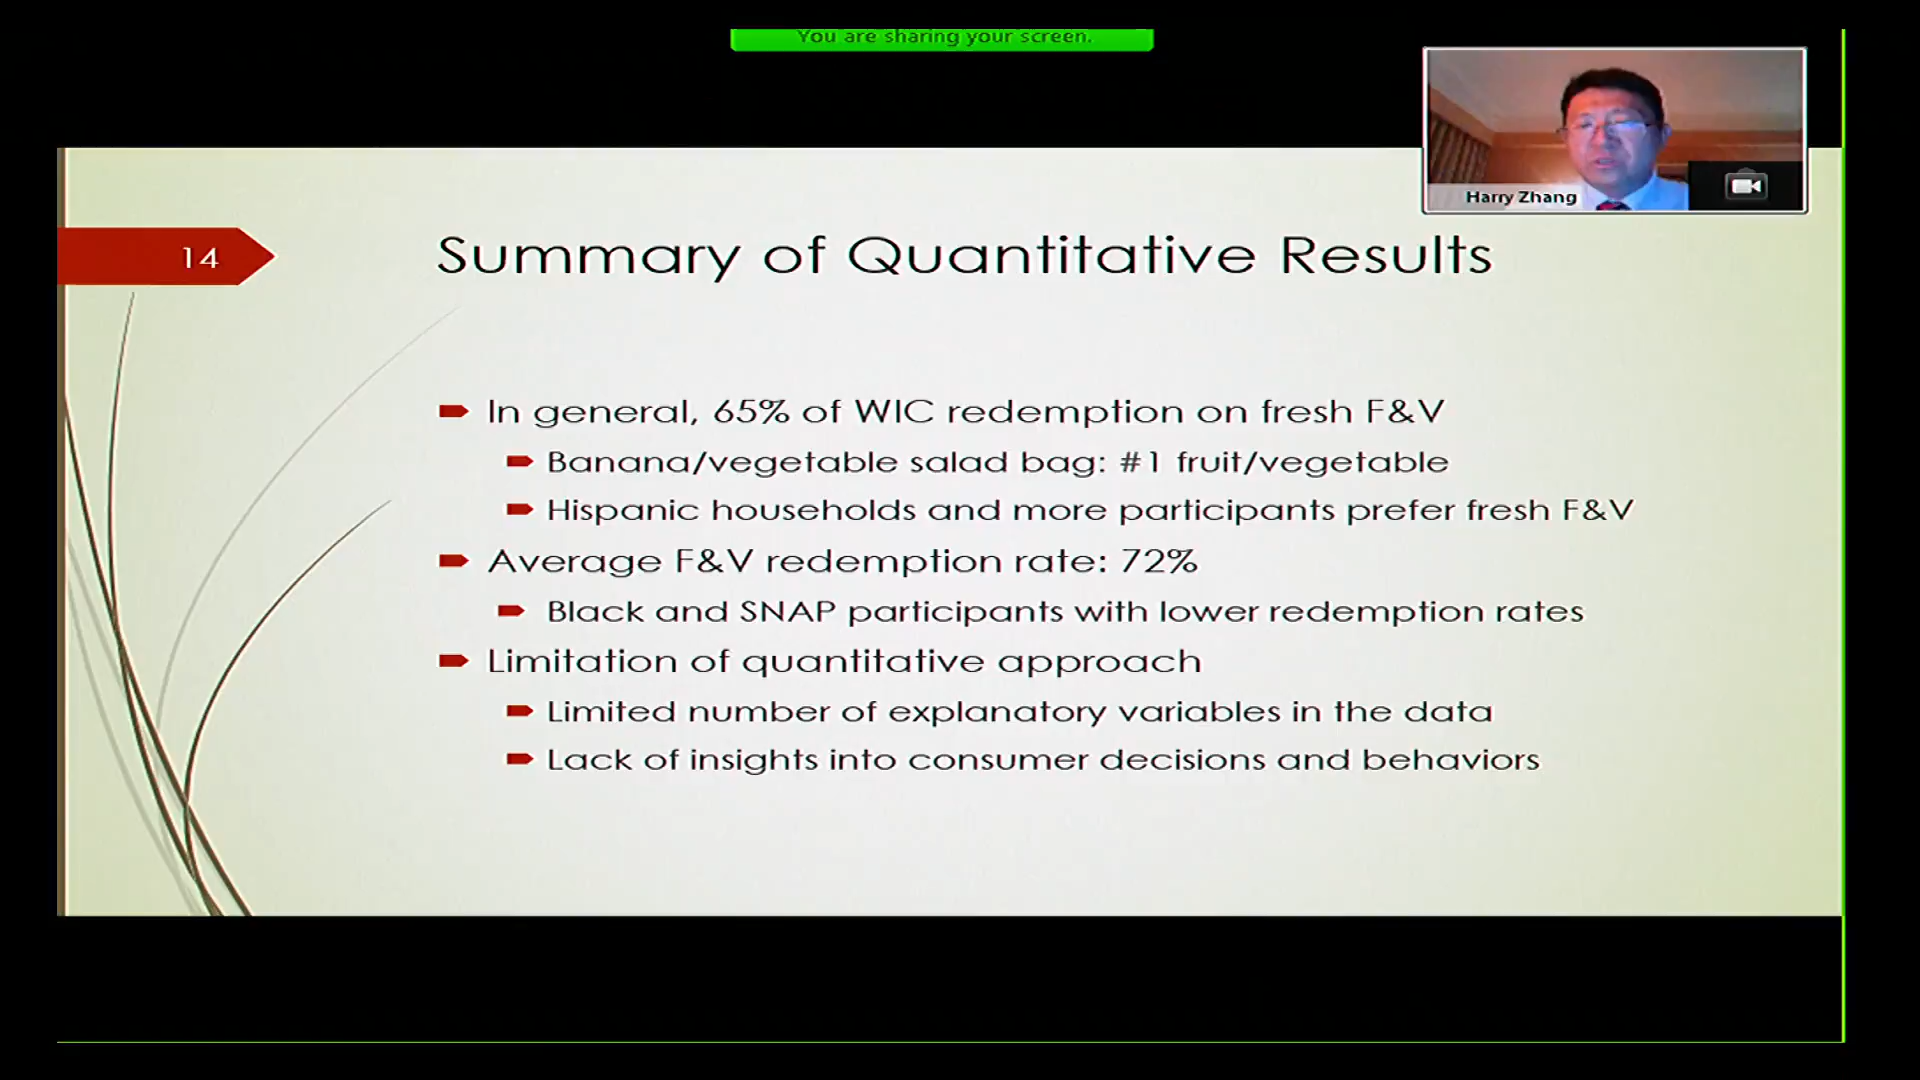 You are sharing your screen.
Harry Zhang
14
Summary of Quantitative Results
In general, 65% of WIC redemption on fresh F&V
Banana/vegetable salad bag: #1 fruit/vegetable
Hispanic households and more participants prefer fresh F&V
Average F&V redemption rate: 72%
Black and SNAP participants with lower redemption rates
Limitation of quantitative approach
Limited number of explanatory variables in the data
Lack of insights into consumer decisions and behaviors